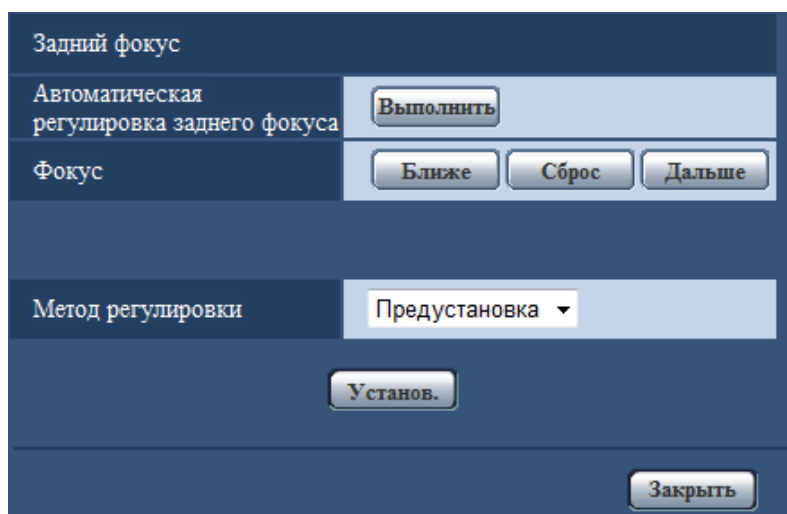 Задний фокус
Автоматическая
регулировка заднего фокуса
Выполнить
Фокус
Ближе Сброс Дальше
Метод регулировки
Предустановка
Установ.
Закрыть